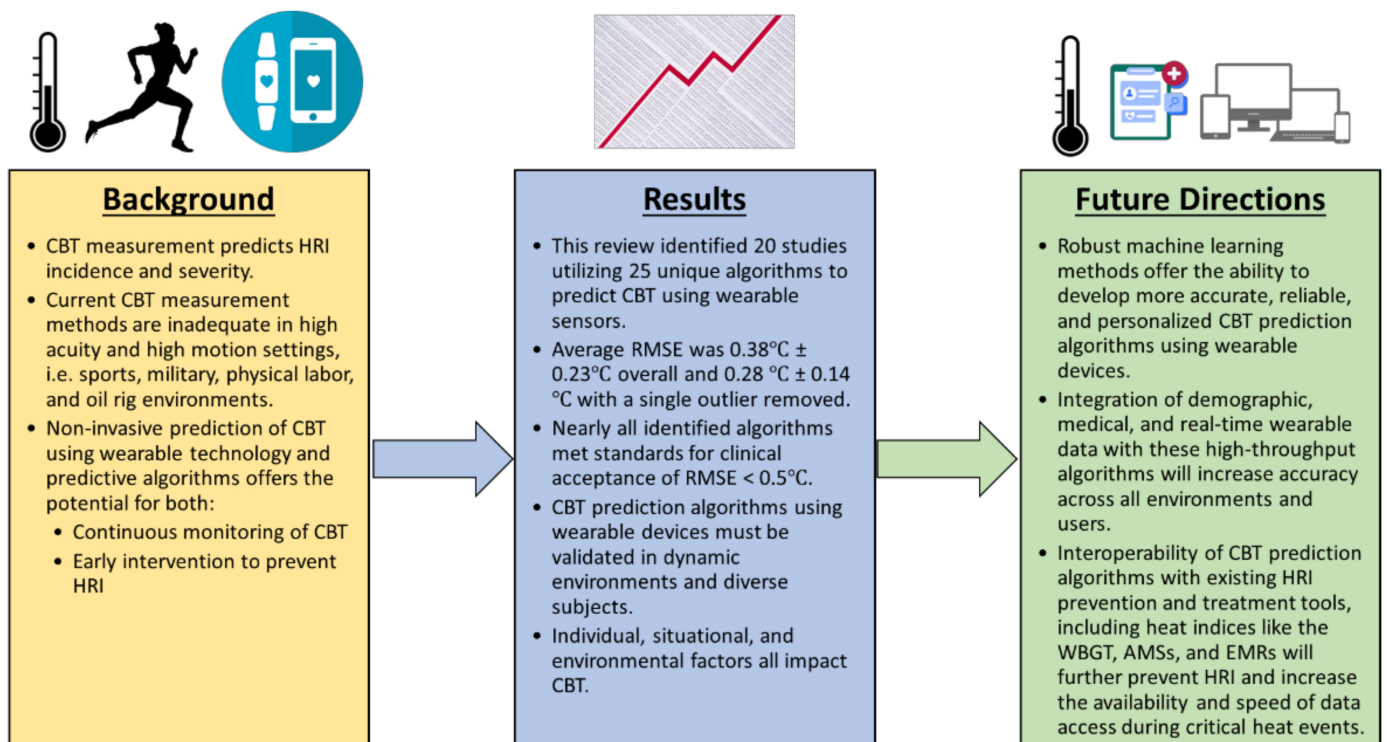 Background
• CBT measurement predicts HRI
incidence and severity.
• Current CBT measurement
methods are inadequate in high
acuity and high motion settings,
i.e. sports, military, physical labor,
and oil rig environments.
• Non-invasive prediction of CBT
using wearable technology and
predictive algorithms offers the
potential for both:
• Continuous monitoring of CBT
• Early intervention to prevent
HRI
Results
• This review identified 20 studies
utilizing 25 unique algorithms to
predict CBT using wearable
sensors.
• Average RMSE was 0.38℃ ±
0.23℃ overall and 0.28 ℃ ± 0.14
℃ with a single outlier removed.
• Nearly all identified algorithms
met standards for clinical
acceptance of RMSE < 0.5℃.
• CBT prediction algorithms using
wearable devices must be
validated in dynamic
environments and diverse
subjects.
• Individual, situational, and
environmental factors all impact
CBT.
Future Directions
• Robust machine learning
methods offer the ability to
develop more accurate, reliable,
and personalized CBT prediction
algorithms using wearable
devices.
• Integration of demographic,
medical, and real-time wearable
data with these high-throughput
algorithms will increase accuracy
across all environments and
users.
• Interoperability of CBT prediction
algorithms with existing HRI
prevention and treatment tools,
including heat indices like the
WBGT, AMSs, and EMRs will
further prevent HRI and increase
the availability and speed of data
access during critical heat events.